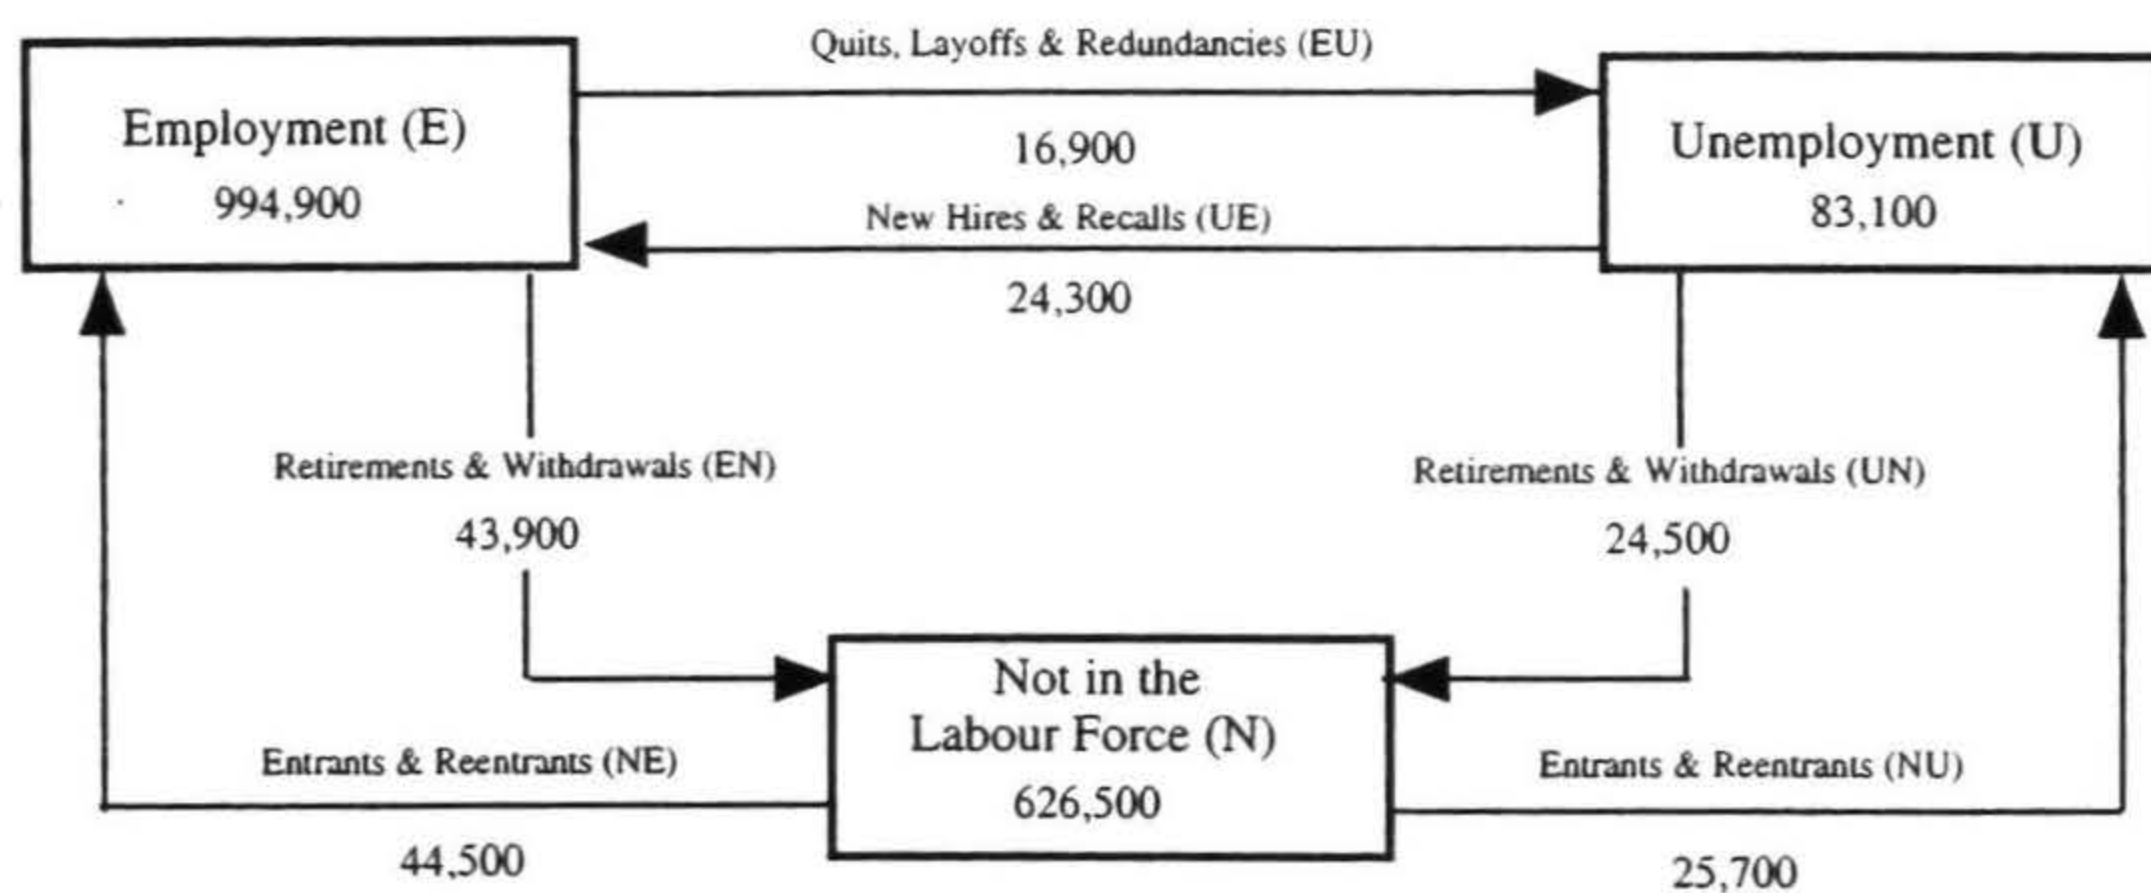 Quits, Layoffs & Redundancies (EU)
Employment (E)
994,900
16,900
Unemployment (U)
83,100
New Hires & Recalls (UE)
24,300
Retirements & Withdrawals (EN)
43,900
Retirements & Withdrawals (UN)
24,500
Not in the
Labour Force (N)
626,500
Entrants & Reentrants (NE)
44,500
Entrants & Reentrants (NU)
25,700